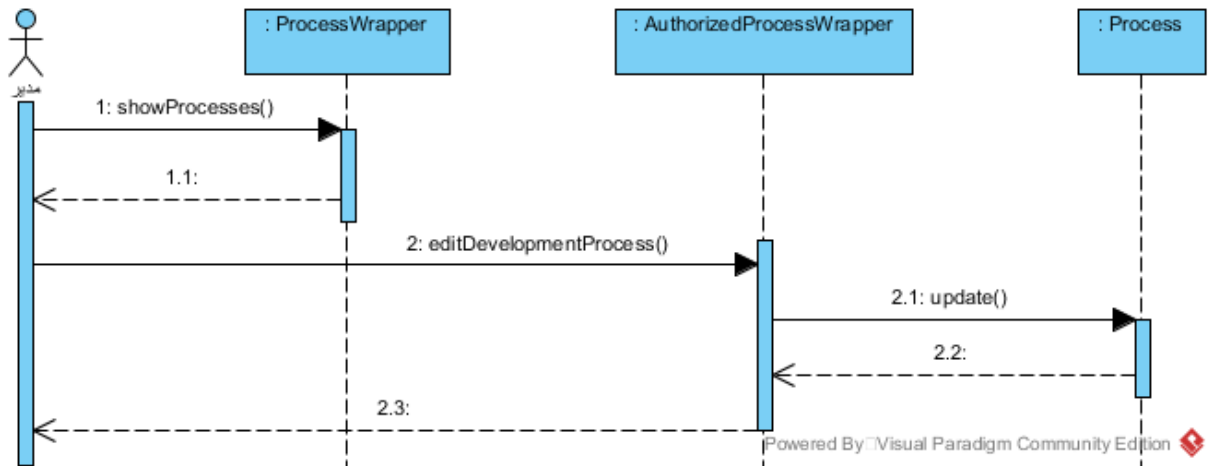 : ProcessWrapper
: AuthorizedProcessWrapper
: Process
مدیر
1: showProcesses()
1.1:
2: editDevelopmentProcess()
2.1: update()
2.2:
2.3:
Powered By Visual Paradigm Community Edition